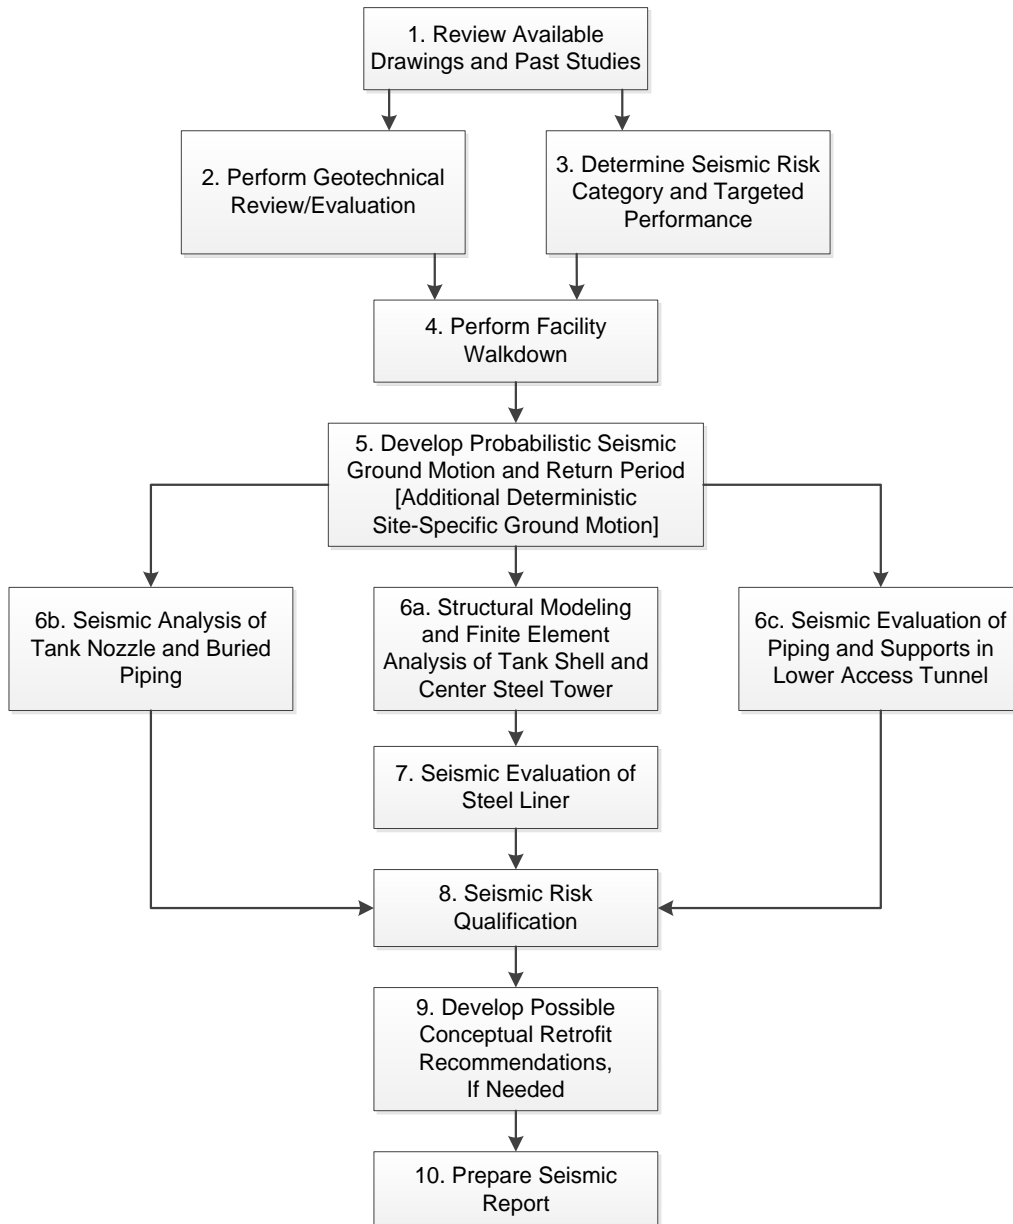 1. Review Available
Drawings and Past Studies
2. Perform Geotechnical
Review/Evaluation
3. Determine Seismic Risk
Category and Targeted
Performance
4. Perform Facility
Walkdown
5. Develop Probabilistic Seismic
Ground Motion and Return Period
[Additional Deterministic
Site-Specific Ground Motion]
6b. Seismic Analysis of
Tank Nozzle and Buried
Piping
6a. Structural Modeling
and Finite Element
Analysis of Tank Shell and
Center Steel Tower
6c. Seismic Evaluation of
Piping and Supports in
Lower Access Tunnel
7. Seismic Evaluation of
Steel Liner
8. Seismic Risk
Qualification
9. Develop Possible
Conceptual Retrofit
Recommendations,
If Needed
10. Prepare Seismic
Report